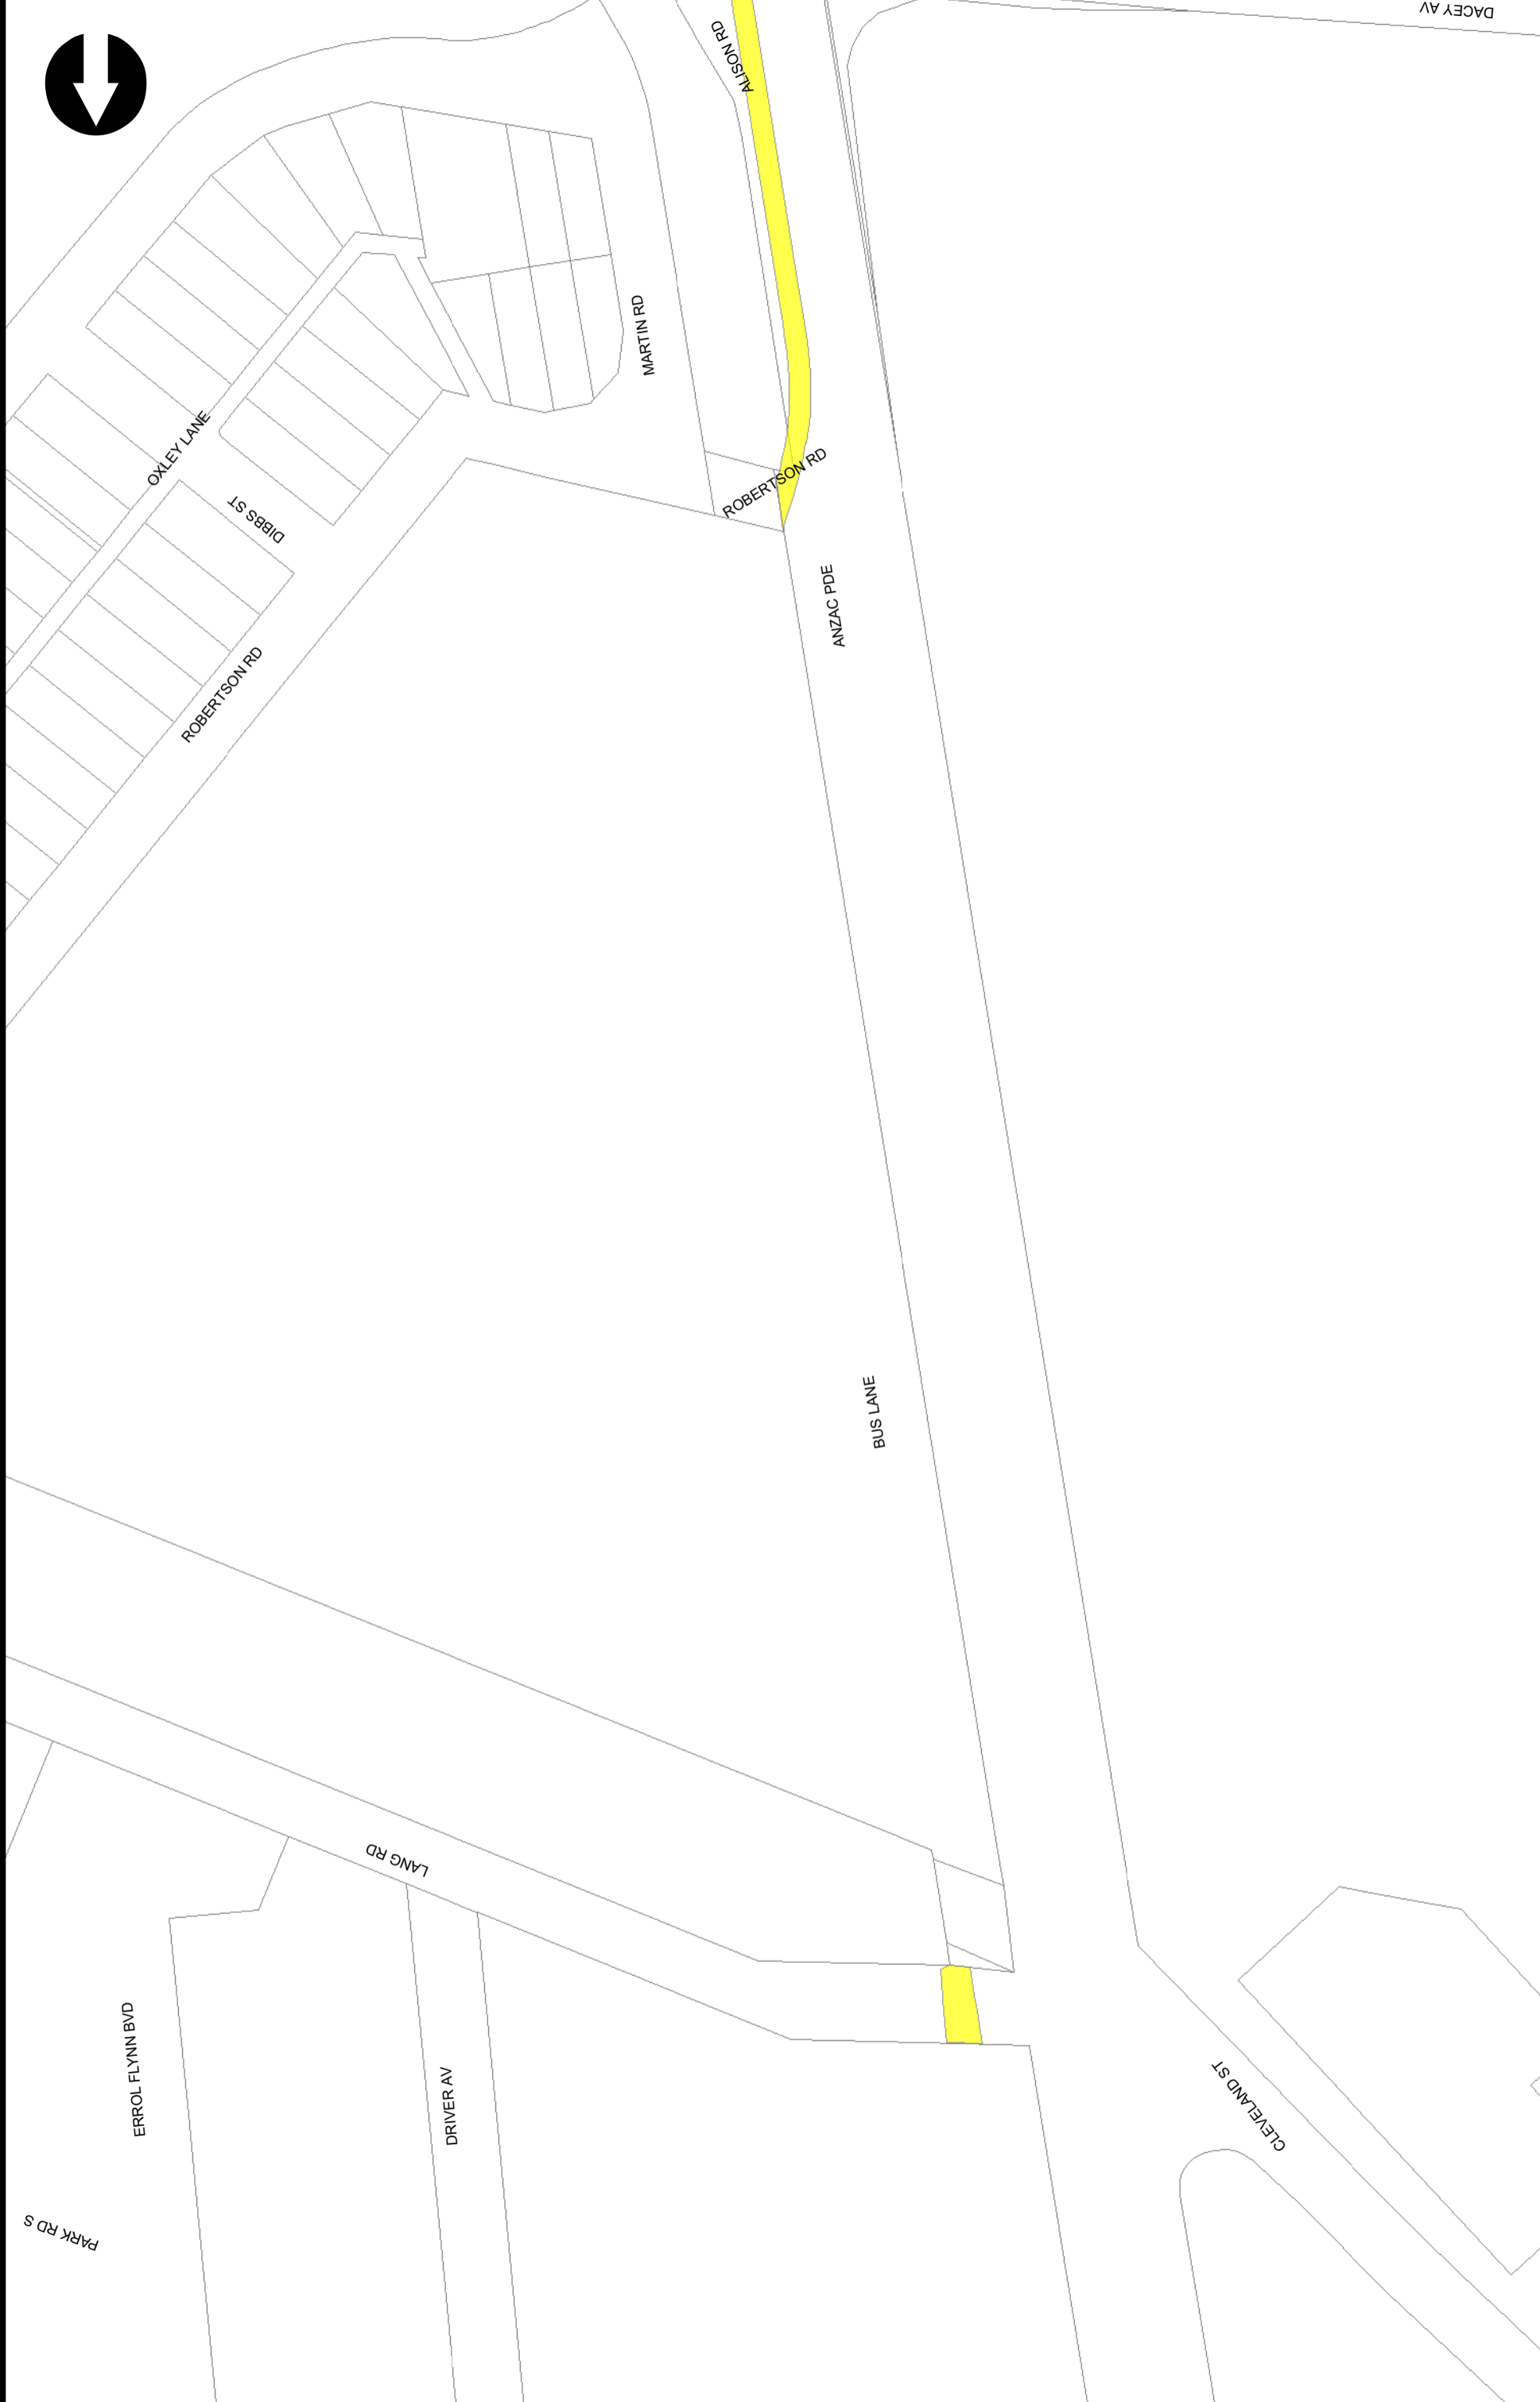 DACEY AV
ALISON RD
MARTIN RD
OXLEY LANE
ROBERTSON RD
DIBBS ST
ANZAC PDE
ROBERTSON RD
BUS LANE
LANG RD
ERROL FLYNN BVD
DRIVER AV
CLEVELAND ST
PARK RD S